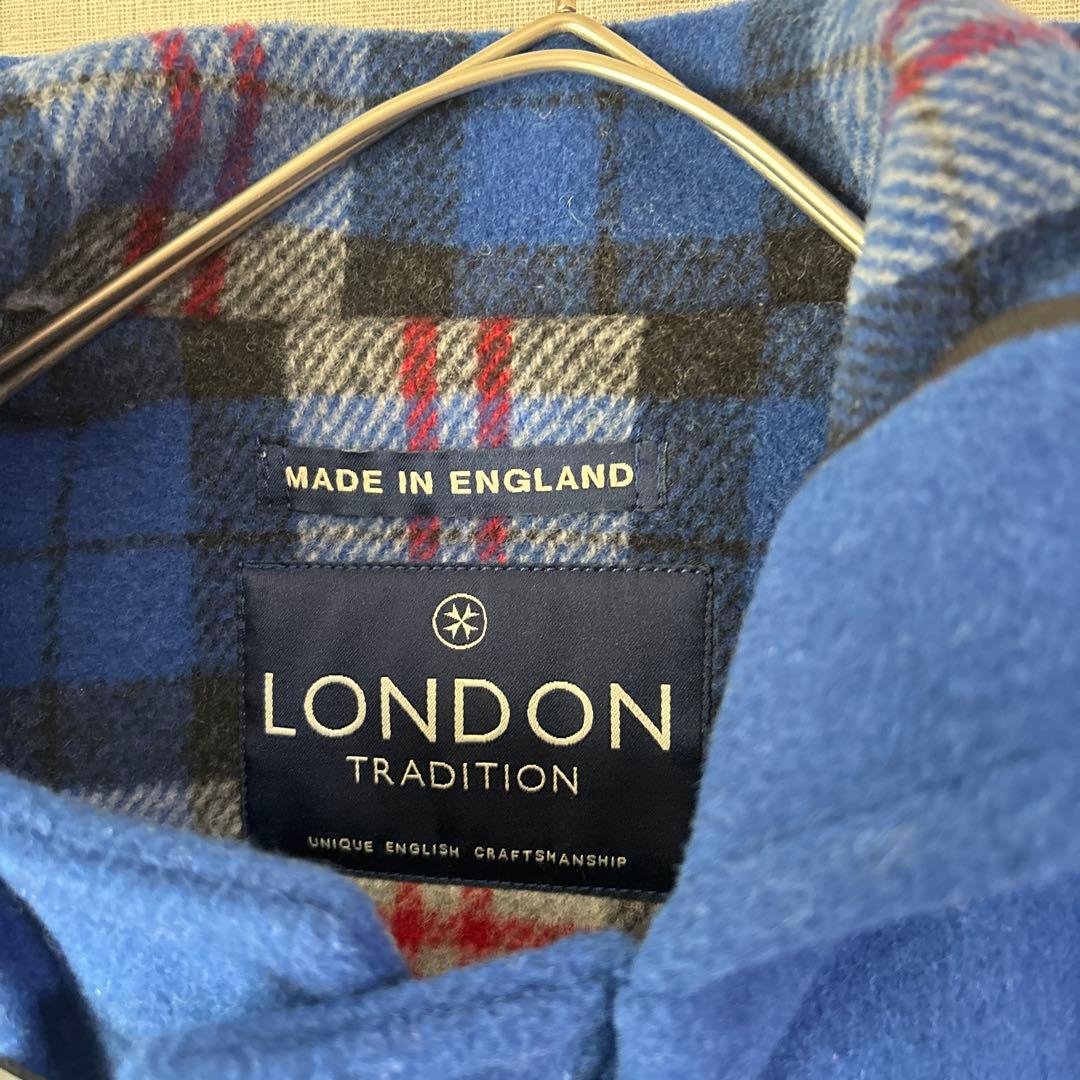 MADE IN ENGLAND
LONDON
TRADITION
UNIQUE ENGLISH CRAFTSMANSHIP